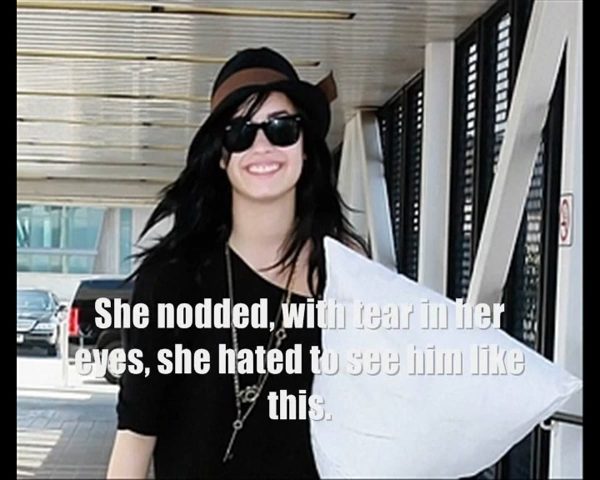 She nodded, with tear in her
eyes, she hated to see him like
this.